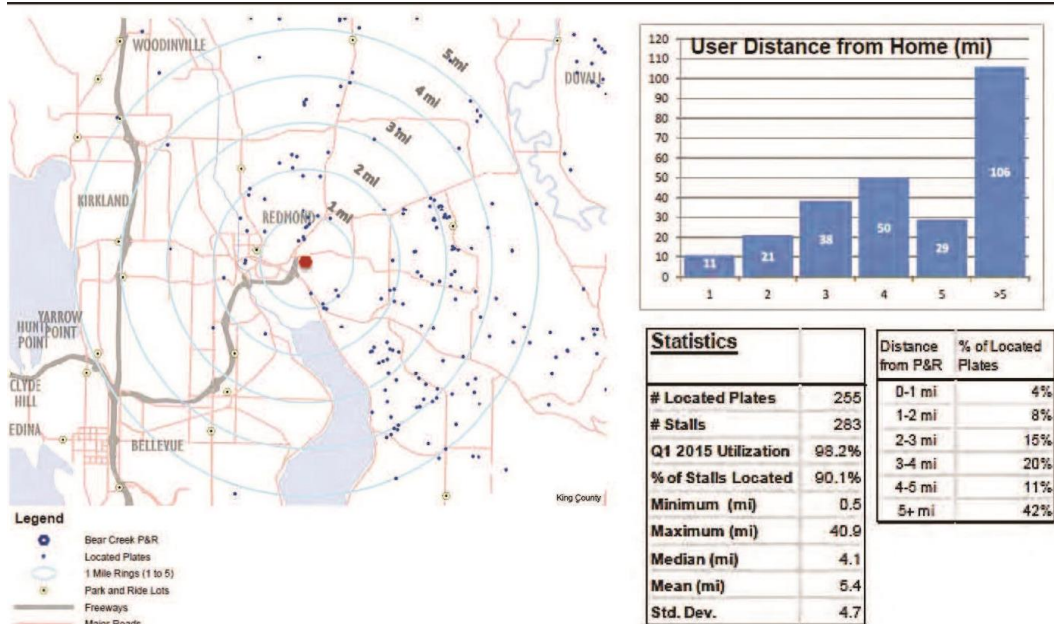 WOODINVILLE
5 mi
DUVALL
4 mi
3 mi
2 mi
KIRKLAND
REDMOND
1 mi
YARROW
POINT
HUNTS
POINT
CLYDE
HILL
EDINA
BELLEVUE
King County
Legend
Bear Creek P&R
Located Plates
1 Mile Rings (1 to 5)
Park and Ride Lots
Freeways
Major Roads
User Distance from Home (mi)
120
110
100
90
80
70
60
50
40
30
20
10
0
11
21
38
50
29
106
1 2 3 4 5 >5
Statistics
# Located Plates 255
# Stalls 283
Q1 2015 Utilization 98.2%
% of Stalls Located 90.1%
Minimum (mi) 0.5
Maximum (mi) 40.9
Median (mi) 4.1
Mean (mi) 5.4
Std. Dev. 4.7
Distance from P&R % of Located Plates
0-1 mi 4%
1-2 mi 8%
2-3 mi 15%
3-4 mi 20%
4-5 mi 11%
5+ mi 42%